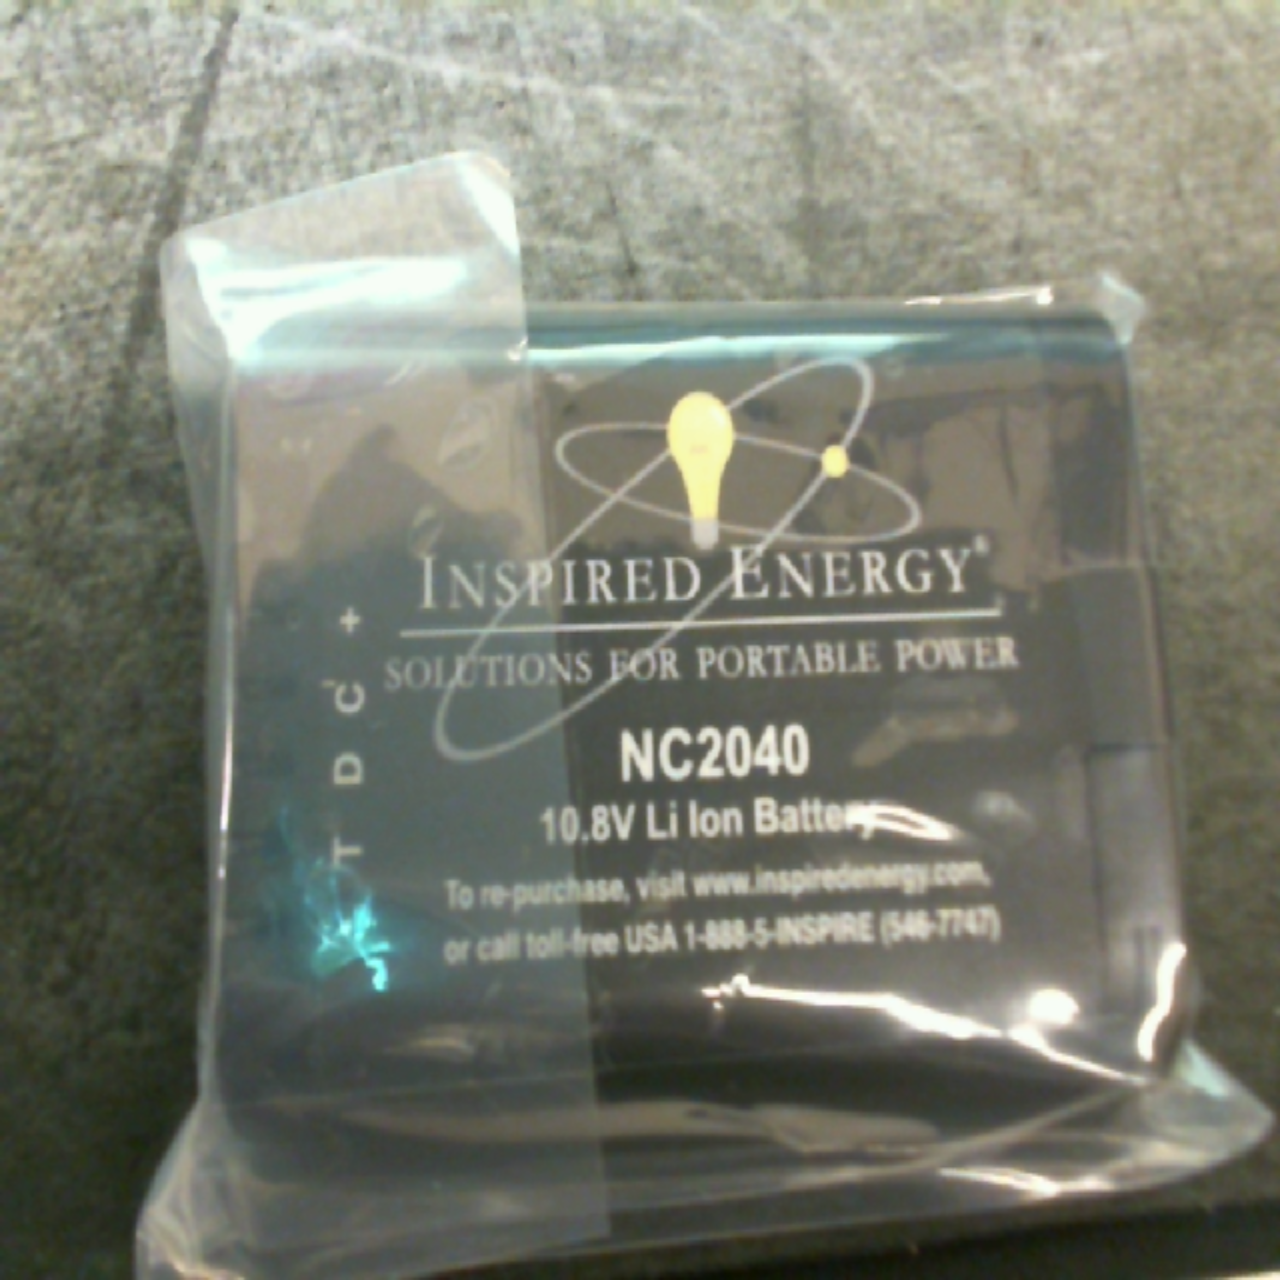 INSPIRED ENERGY®
SOLUTIONS FOR PORTABLE POWER
NC2040
10.8V Li Ion Battery
To re-purchase, visit www.inspiredenergy.com,
or call toll-free USA 1-888-5-INSPIRE (546-7747)
T D C +